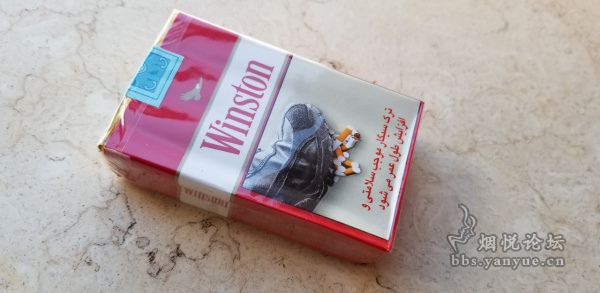 Winston
WINSTON
ترک سیگار موجب سلامتی و
افزایش طول عمر می شود
烟悦论坛
bbs.yanyue.cn